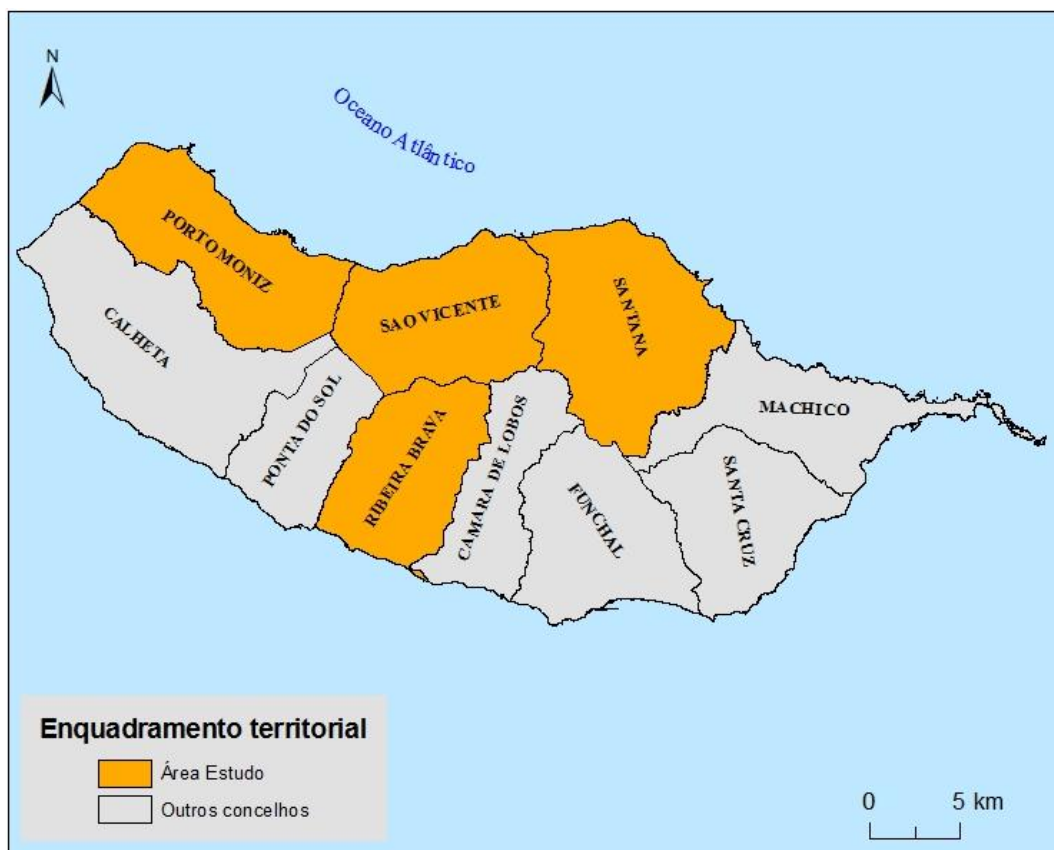 N
Oceano Atlântico
PORTO MONIZ
SAO VICENTE
SANTANA
CALHETA
PONTA DO SOL
RIBEIRA BRAVA
CAMARA DE LOBOS
FUNCHAL
MACHICO
SANTA CRUZ
Enquadramento territorial
Área Estudo
Outros concelhos
0 5 km